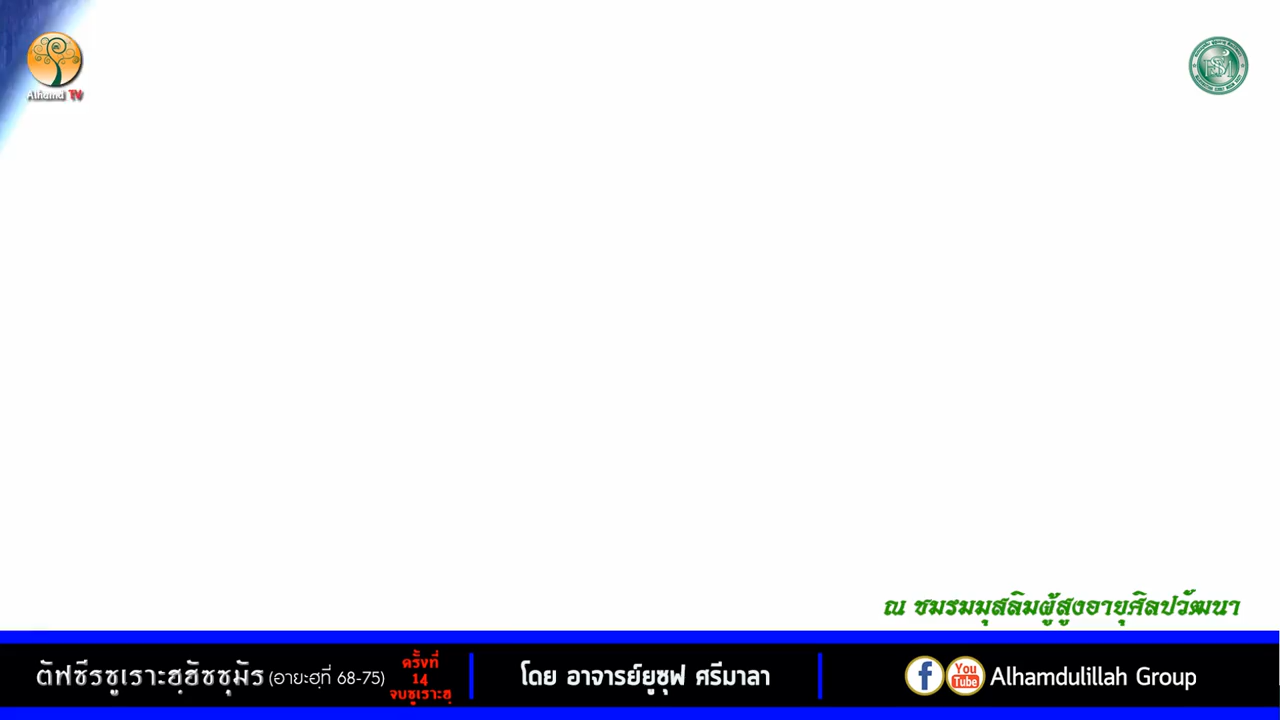 Alhamd TV
ณ ชมรมมุสลิมผู้สูงอายุศิลปวัฒนา
ตัฟซีรซูเราะฮฺฮัซซุมัร (อายะฮฺที่ 68-75)
ครั้งที่
14
จบซูเราะฮฺ
โดย อาจารย์ยูซุฟ ศรีมาลา
f You Tube Alhamdulillah Group